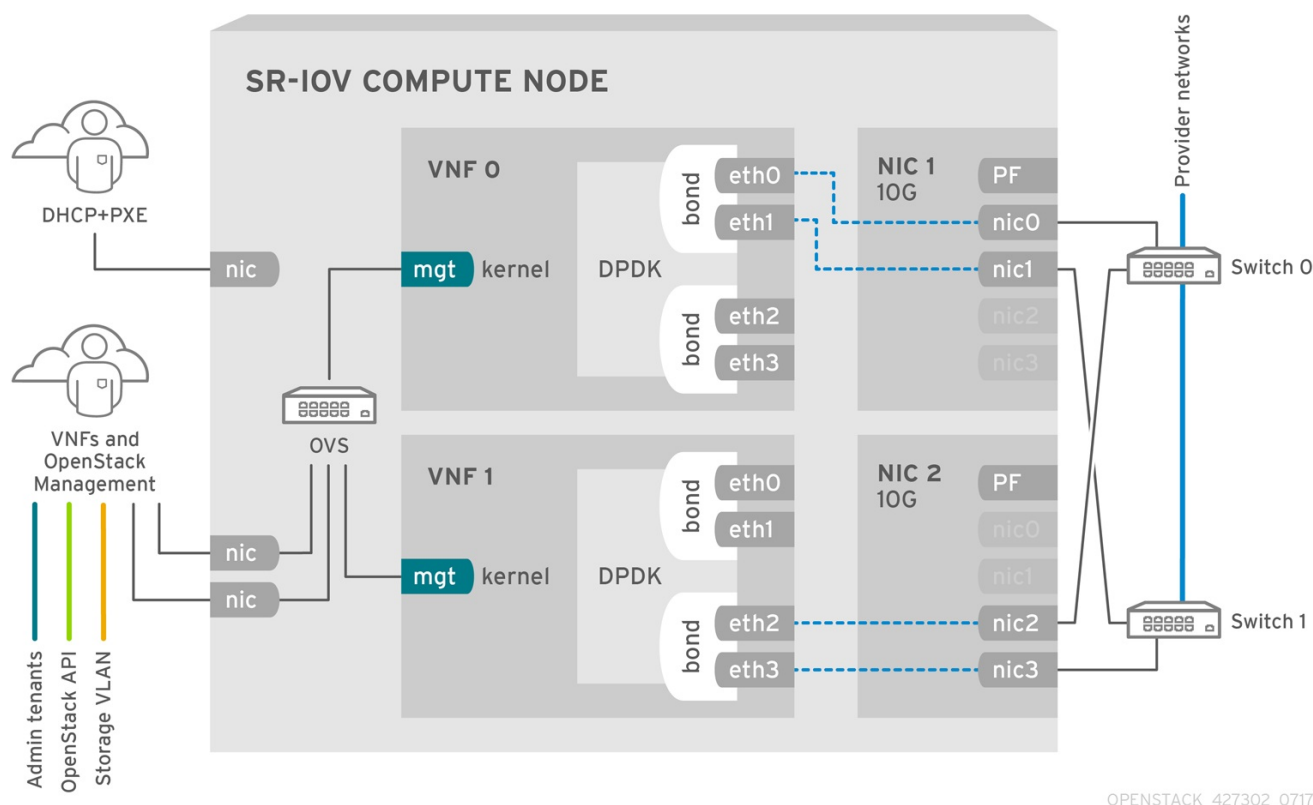 SR-IOV COMPUTE NODE
DHCP+PXE
nic
VNFs and
OpenStack
Management
Admin tenants
OpenStack API
Storage VLAN
nic
nic
OVS
VNF 0
mgt
kernel
DPDK
bond
eth0
eth1
bond
eth2
eth3
VNF 1
mgt
kernel
DPDK
bond
eth0
eth1
bond
eth2
eth3
NIC 1
10G
PF
nic0
nic1
nic2
nic3
NIC 2
10G
PF
nic0
nic1
nic2
nic3
Provider networks
Switch 0
Switch 1
OPENSTACK_427302_0717